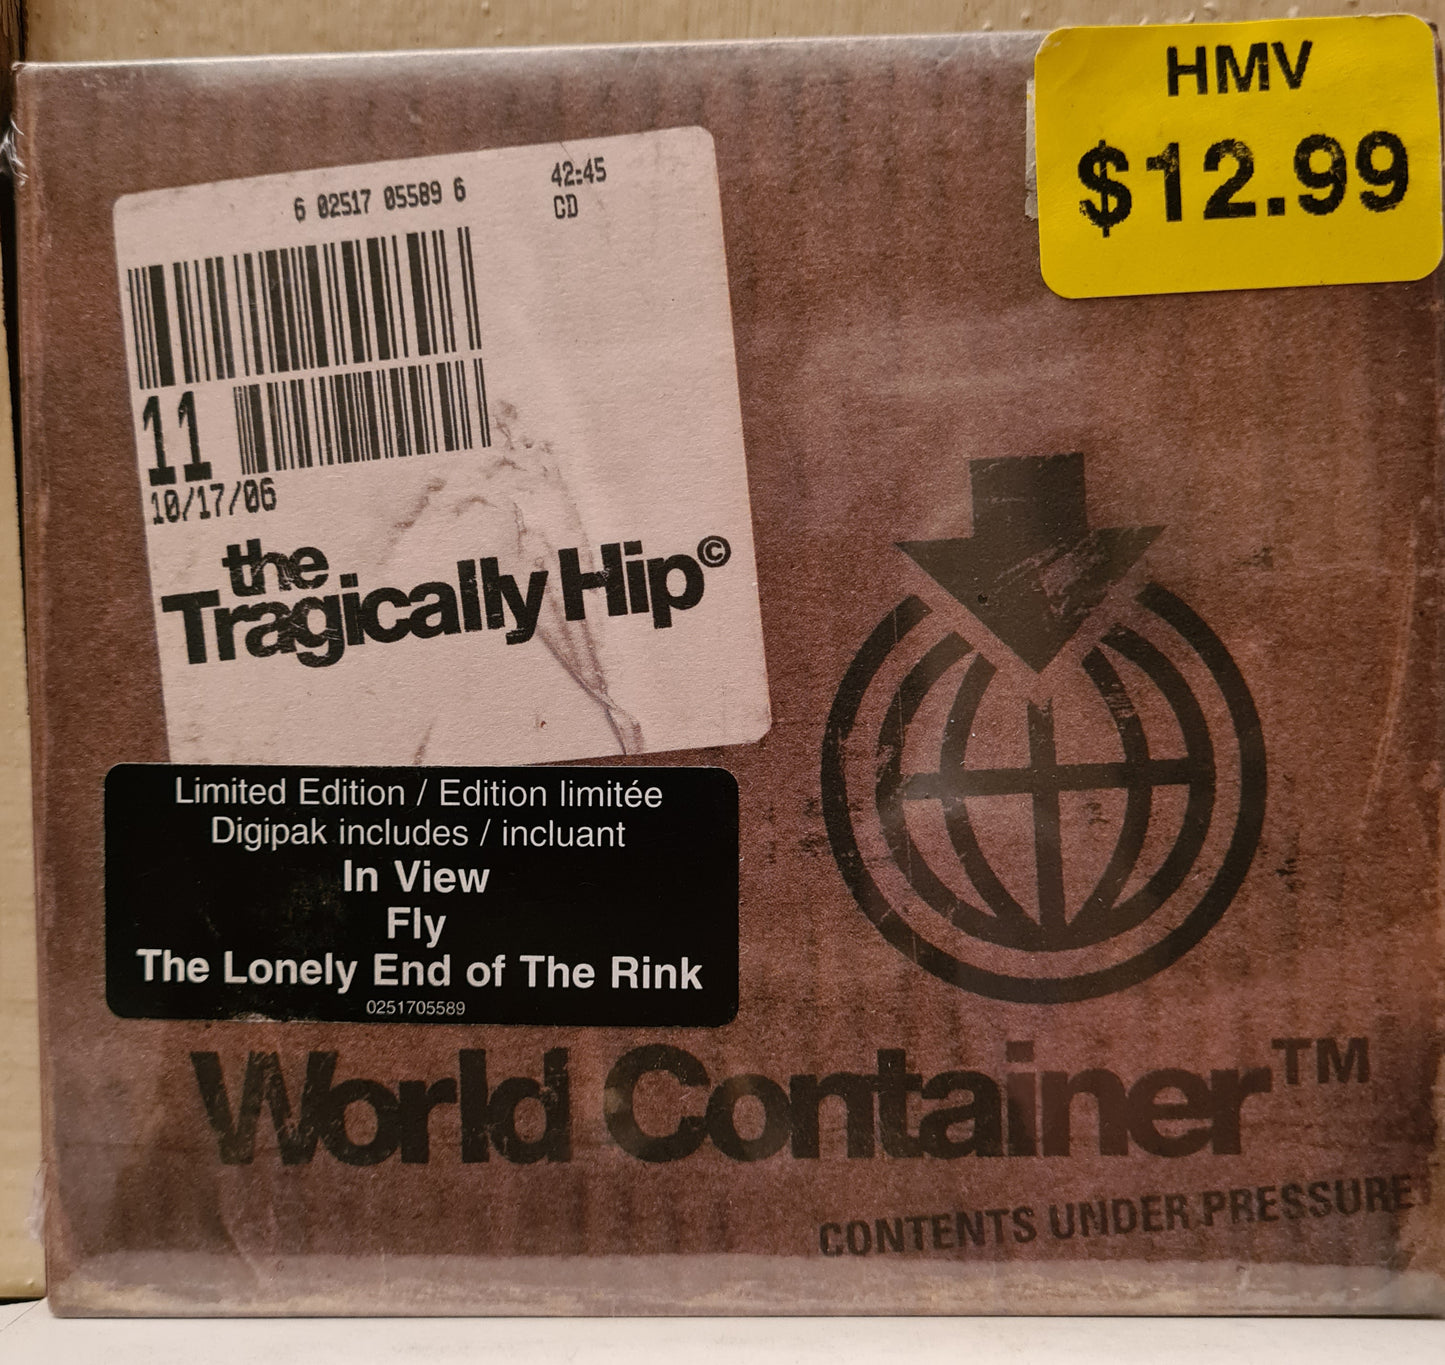 HMV
$12.99
6 02517 05589 6
42:45
CD
11
10/17/06
the
Tragically Hip©
Limited Edition / Edition limitée
Digipak includes / incluant
In View
Fly
The Lonely End of The Rink
0251705589
World Container™
CONTENTS UNDER PRESSURE